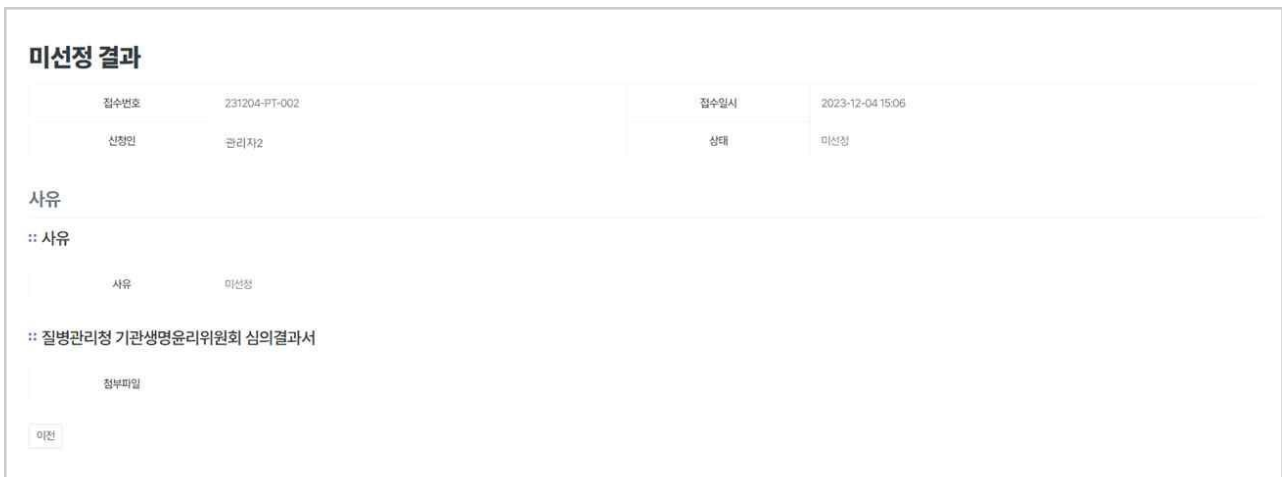 미선정 결과
접수번호 231204-PT-002 접수일시 2023-12-04 15:06
신청인 관리자2 상태 미선정
사유
:: 사유
사유 미선정
:: 질병관리청 기관생명윤리위원회 심의결과서
첨부파일
이전